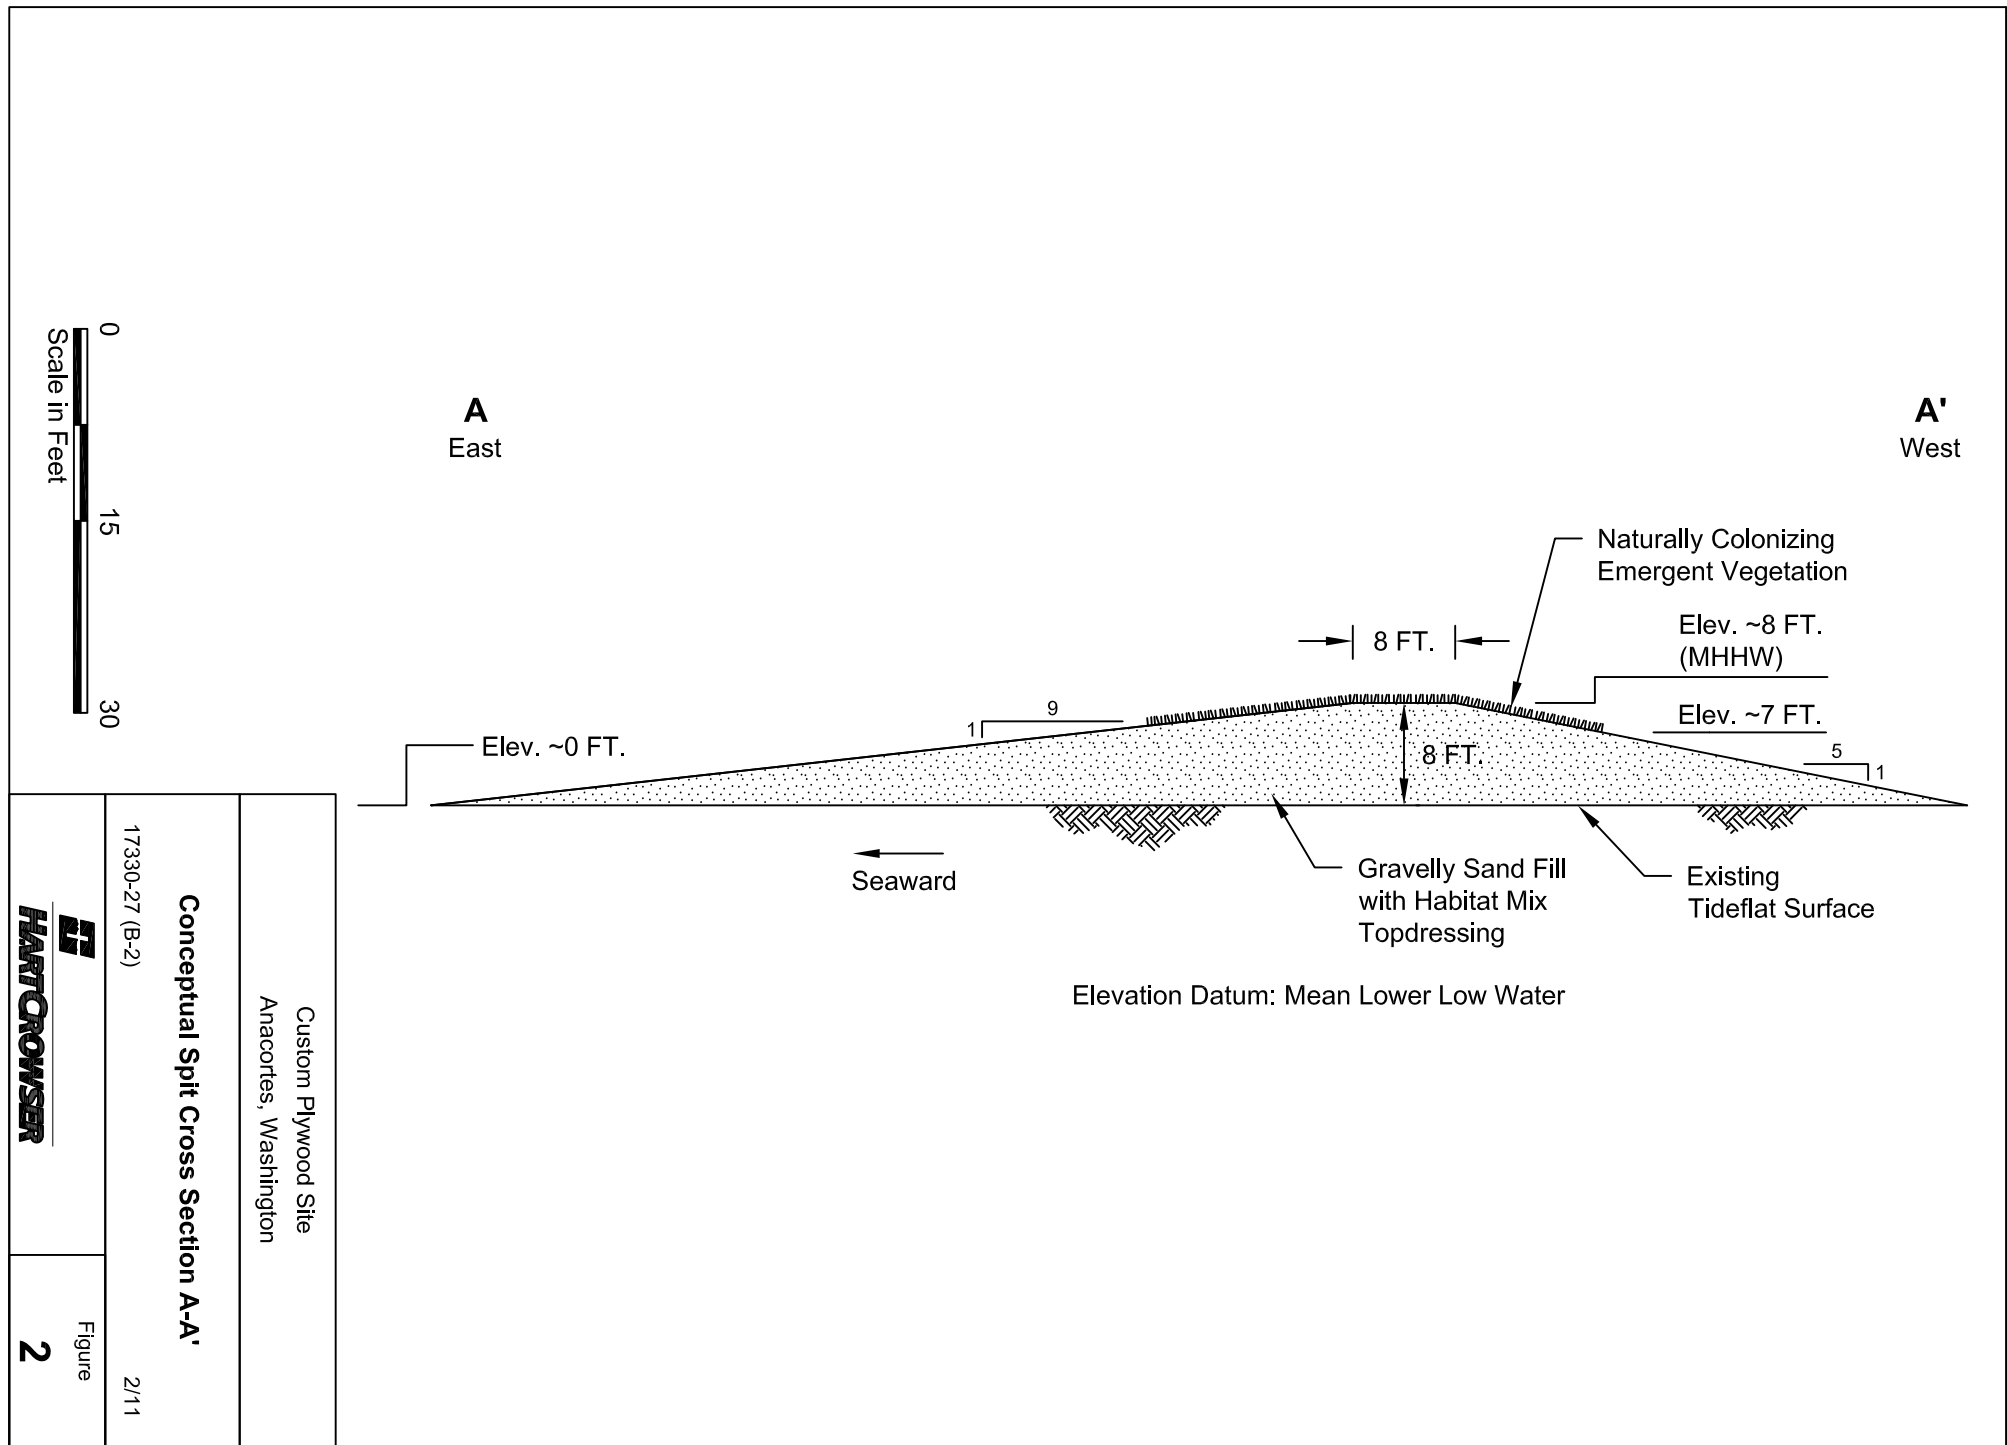 A
East
A'
West
Naturally Colonizing
Emergent Vegetation
Elev. ~8 FT.
(MHHW)
8 FT.
Elev. ~7 FT.
9
1
Elev. ~0 FT.
8 FT.
5
1
Seaward
Gravelly Sand Fill
with Habitat Mix
Topdressing
Existing
Tideflat Surface
Elevation Datum: Mean Lower Low Water
0
15
30
Scale in Feet
Custom Plywood Site
Anacortes, Washington
Conceptual Spit Cross Section A-A'
17330-27 (B-2)
2/11
HARTCROWSER
Figure
2